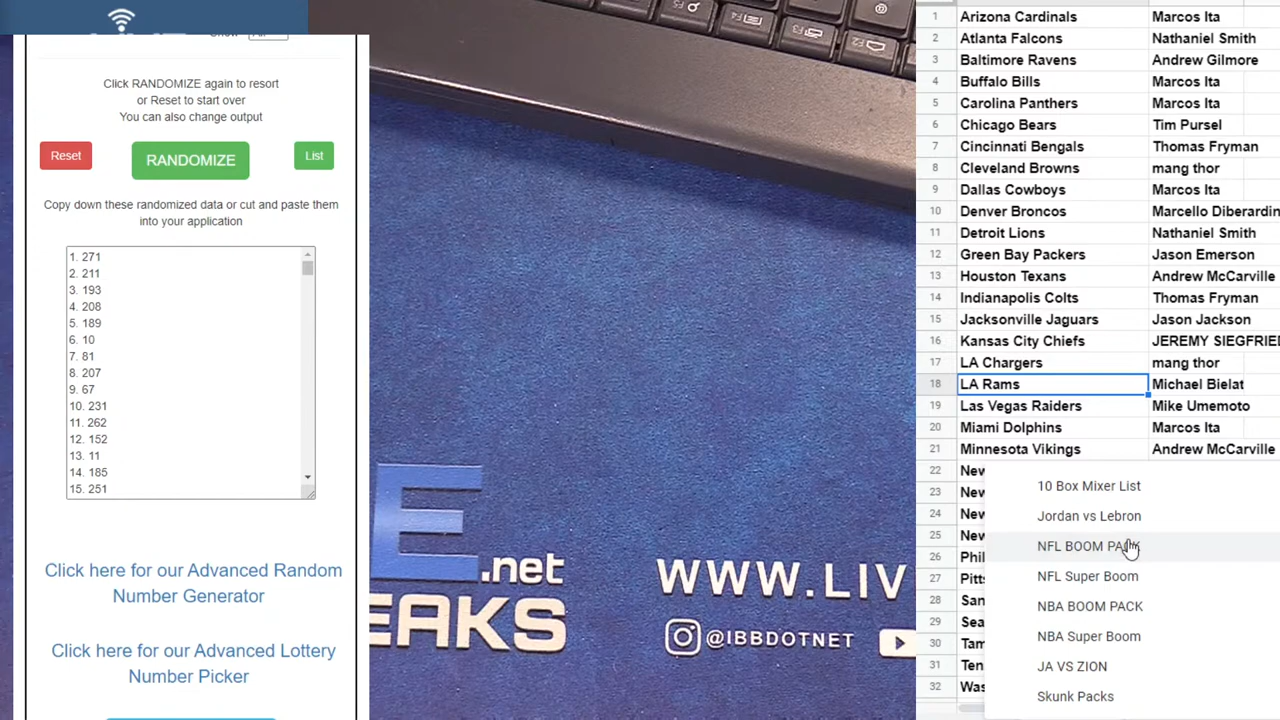 Click RANDOMIZE again to resort
or Reset to start over
You can also change output
Reset
RANDOMIZE
List
Copy down these randomized data or cut and paste them
into your application
1. 271
2. 211
3. 193
4. 208
5. 189
6. 10
7. 81
8. 207
9. 67
10. 231
11. 262
12. 152
13. 11
14. 185
15. 251
Click here for our Advanced Random
Number Generator
Click here for our Advanced Lottery
Number Picker
F5
F4
F3
F2
E.net
EAKS
WWW.LIV
@IBBDOTNET
1 Arizona Cardinals Marcos Ita
2 Atlanta Falcons Nathaniel Smith
3 Baltimore Ravens Andrew Gilmore
4 Buffalo Bills Marcos Ita
5 Carolina Panthers Marcos Ita
6 Chicago Bears Tim Pursel
7 Cincinnati Bengals Thomas Fryman
8 Cleveland Browns mang thor
9 Dallas Cowboys Marcos Ita
10 Denver Broncos Marcello Diberardin
11 Detroit Lions Nathaniel Smith
12 Green Bay Packers Jason Emerson
13 Houston Texans Andrew McCarville
14 Indianapolis Colts Thomas Fryman
15 Jacksonville Jaguars Jason Jackson
16 Kansas City Chiefs JEREMY SIEGFRIED
17 LA Chargers mang thor
18 LA Rams Michael Bielat
19 Las Vegas Raiders Mike Umemoto
20 Miami Dolphins Marcos Ita
21 Minnesota Vikings Andrew McCarville
22 New
23 New
24 New
25 New
26 Phil
27 Pitts
28 San
29 Sea
30 Tam
31 Ten
32 Was
10 Box Mixer List
Jordan vs Lebron
NFL BOOM PACK
NFL Super Boom
NBA BOOM PACK
NBA Super Boom
JA VS ZION
Skunk Packs